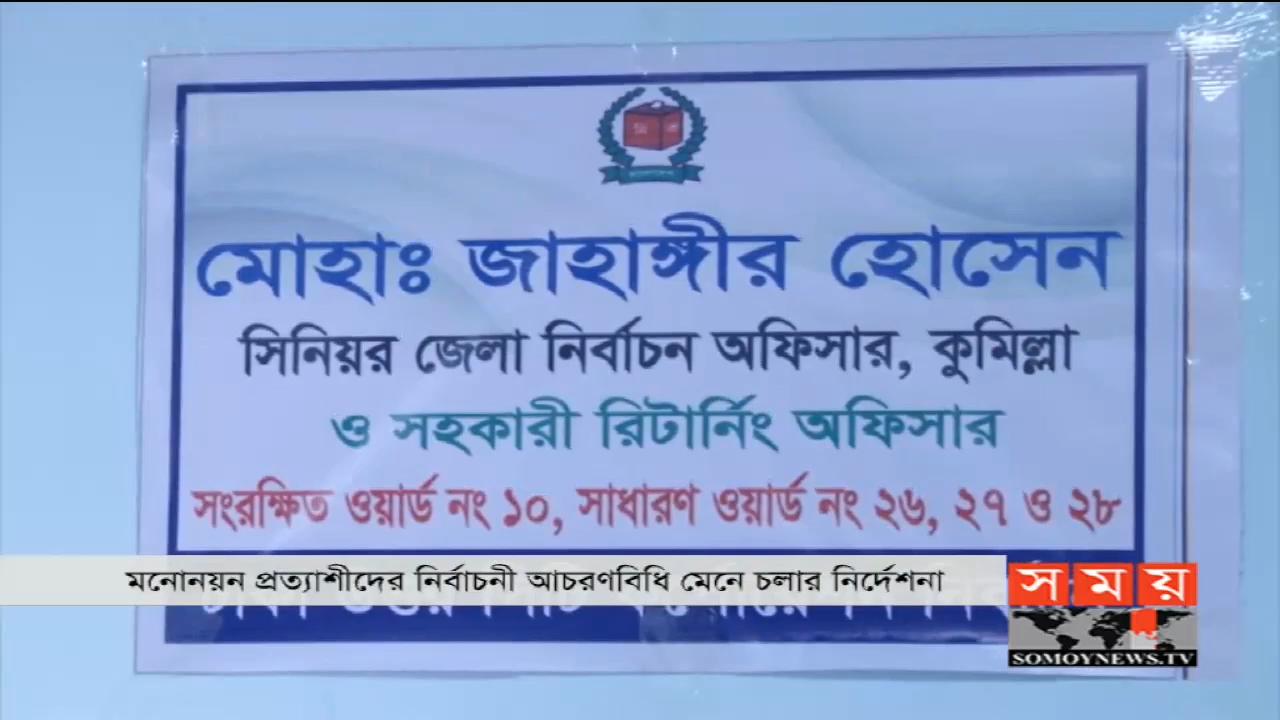 মোহাঃ জাহাঙ্গীর হোসেন
সিনিয়র জেলা নির্বাচন অফিসার, কুমিল্লা
ও সহকারী রিটার্নিং অফিসার
সংরক্ষিত ওয়ার্ড নং ১০, সাধারণ ওয়ার্ড নং ২৬, ২৭ ও ২৮
মনোনয়ন প্রত্যাশীদের নির্বাচনী আচরণবিধি মেনে চলার নির্দেশনা
সময়
SOMOYNEWS.TV